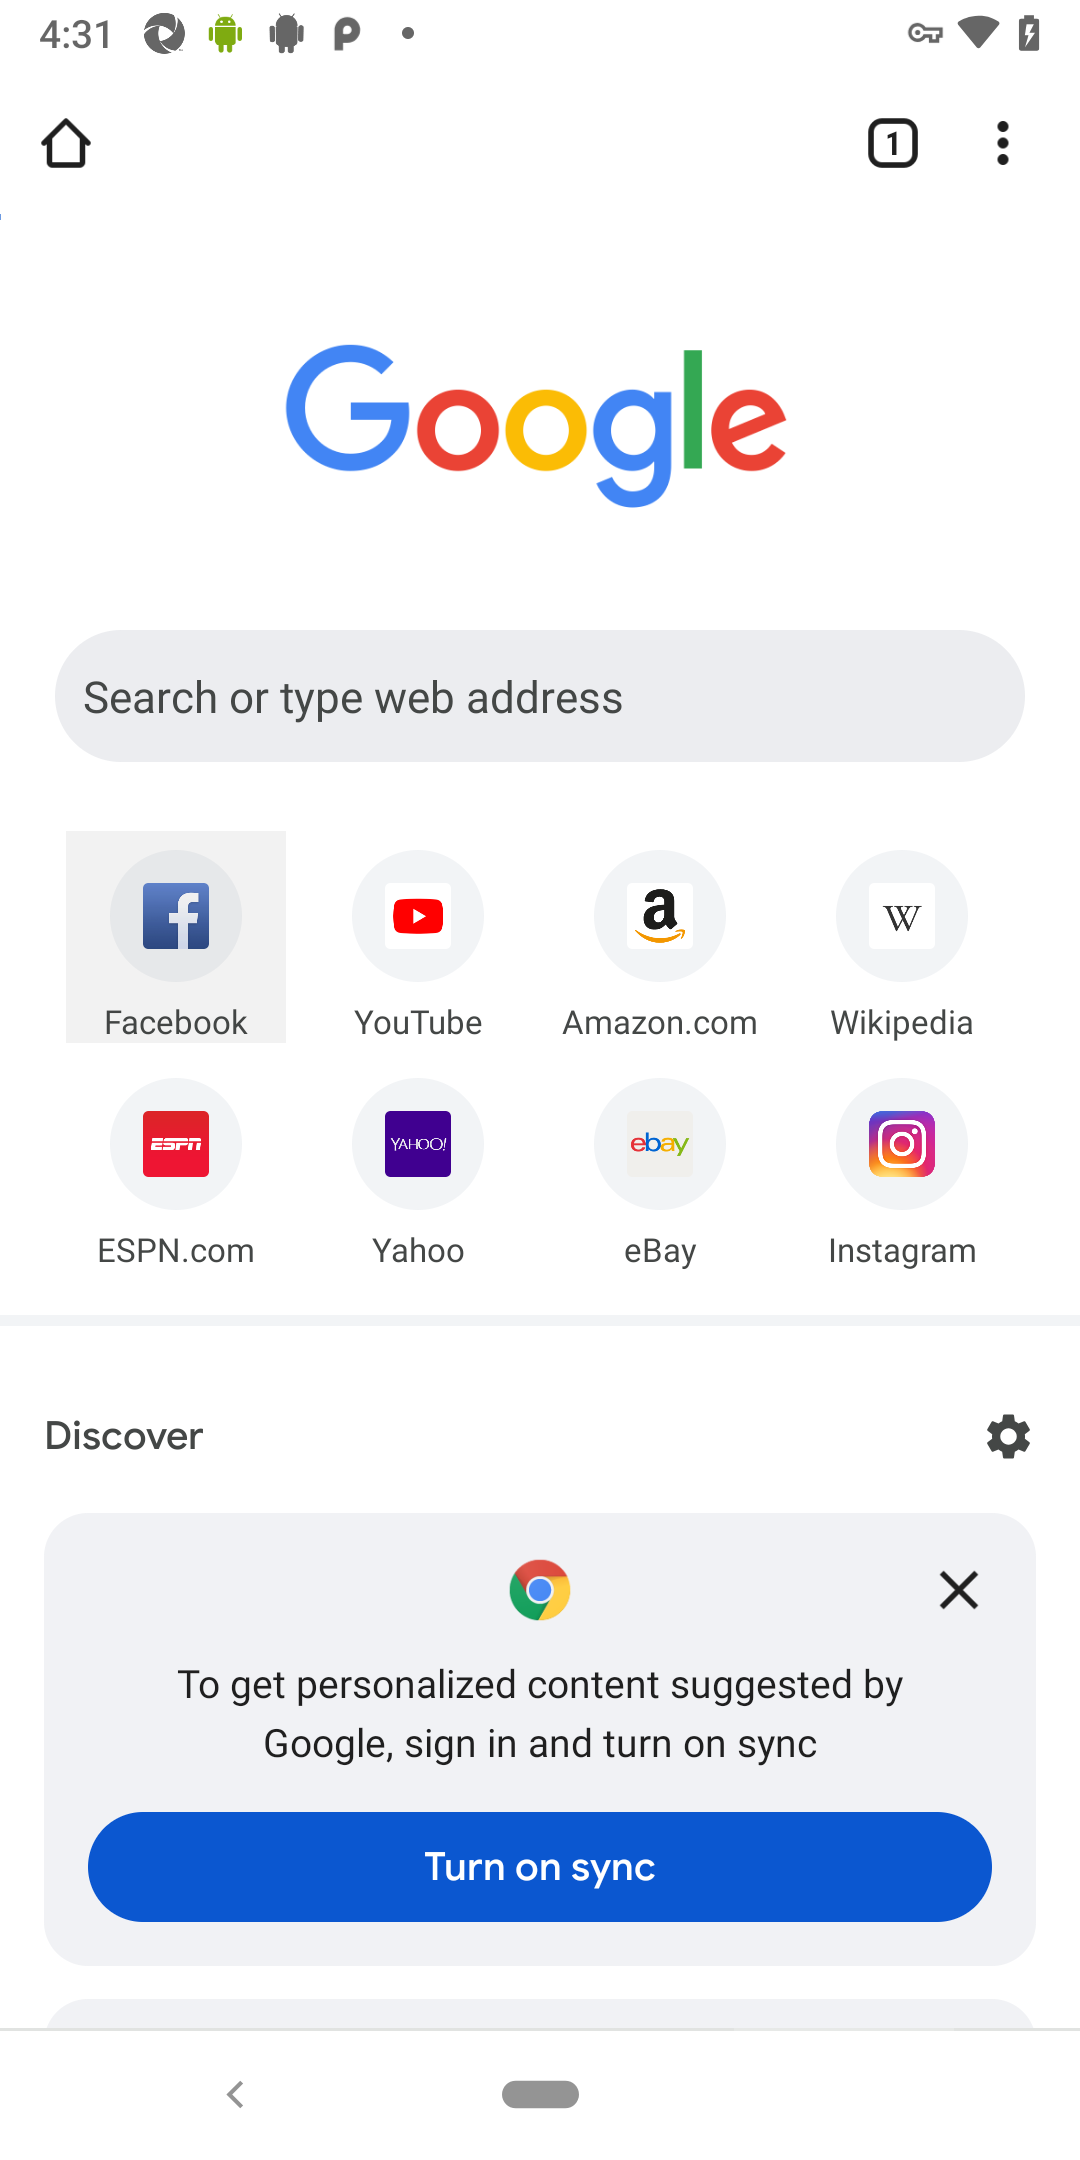 4:31
1
Google
Search or type web address
Facebook
YouTube
Amazon.com
Wikipedia
ESPN
YAHOO!
ebay
ESPN.com
Yahoo
eBay
Instagram
Discover
To get personalized content suggested by
Google, sign in and turn on sync
Turn on sync